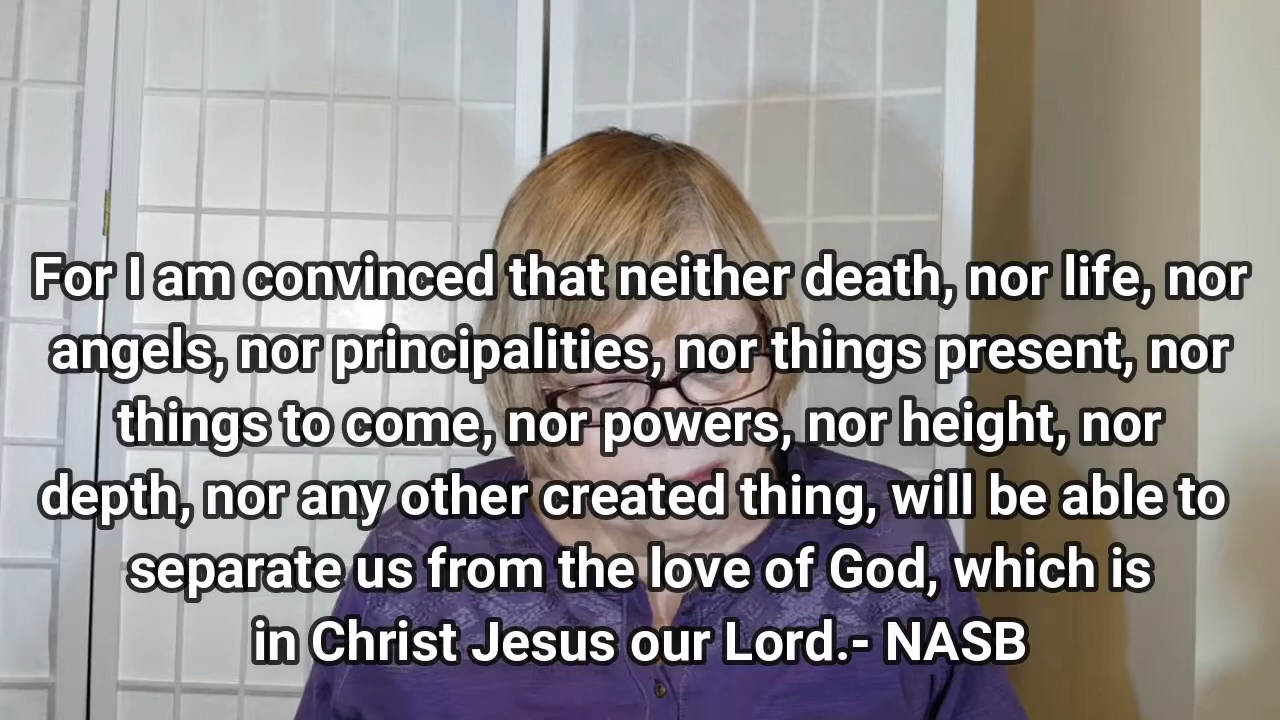 For I am convinced that neither death, nor life, nor
angels, nor principalities, nor things present, nor
things to come, nor powers, nor height, nor
depth, nor any other created thing, will be able to
separate us from the love of God, which is
in Christ Jesus our Lord.- NASB